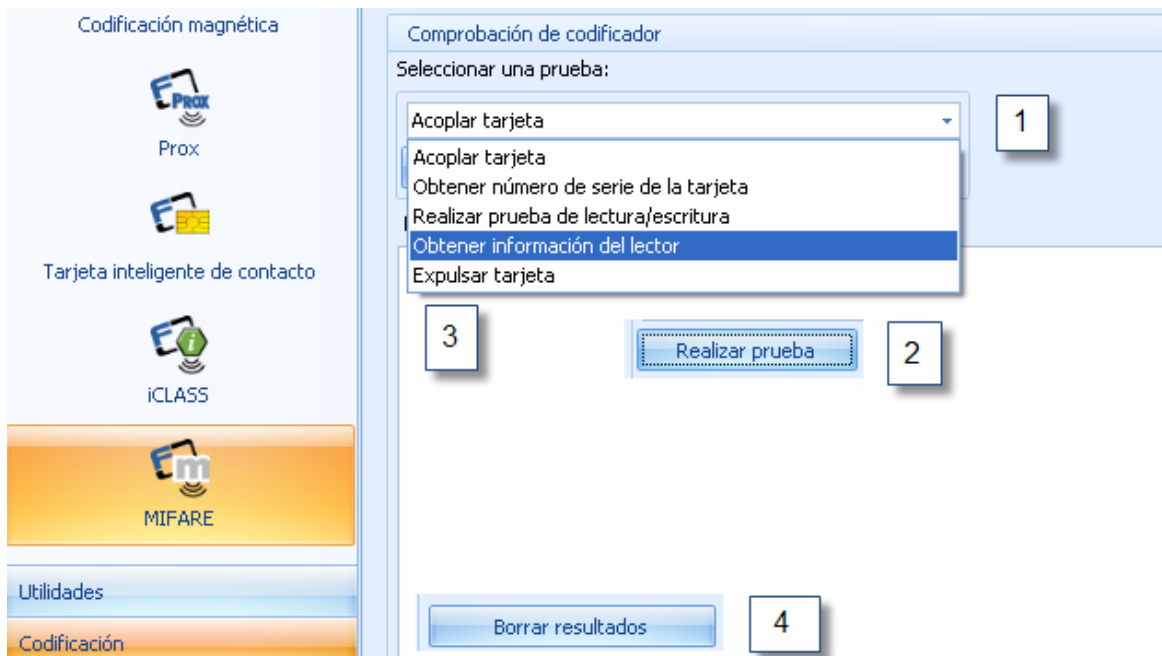 Codificación magnética
PROX
Prox
Tarjeta inteligente de contacto
i
iCLASS
m
MIFARE
Utilidades
Codificación
Comprobación de codificador
Seleccionar una prueba:
Acoplar tarjeta
1
Acoplar tarjeta
Obtener número de serie de la tarjeta
Realizar prueba de lectura/escritura
Obtener información del lector
Expulsar tarjeta
3
Realizar prueba
2
Borrar resultados
4